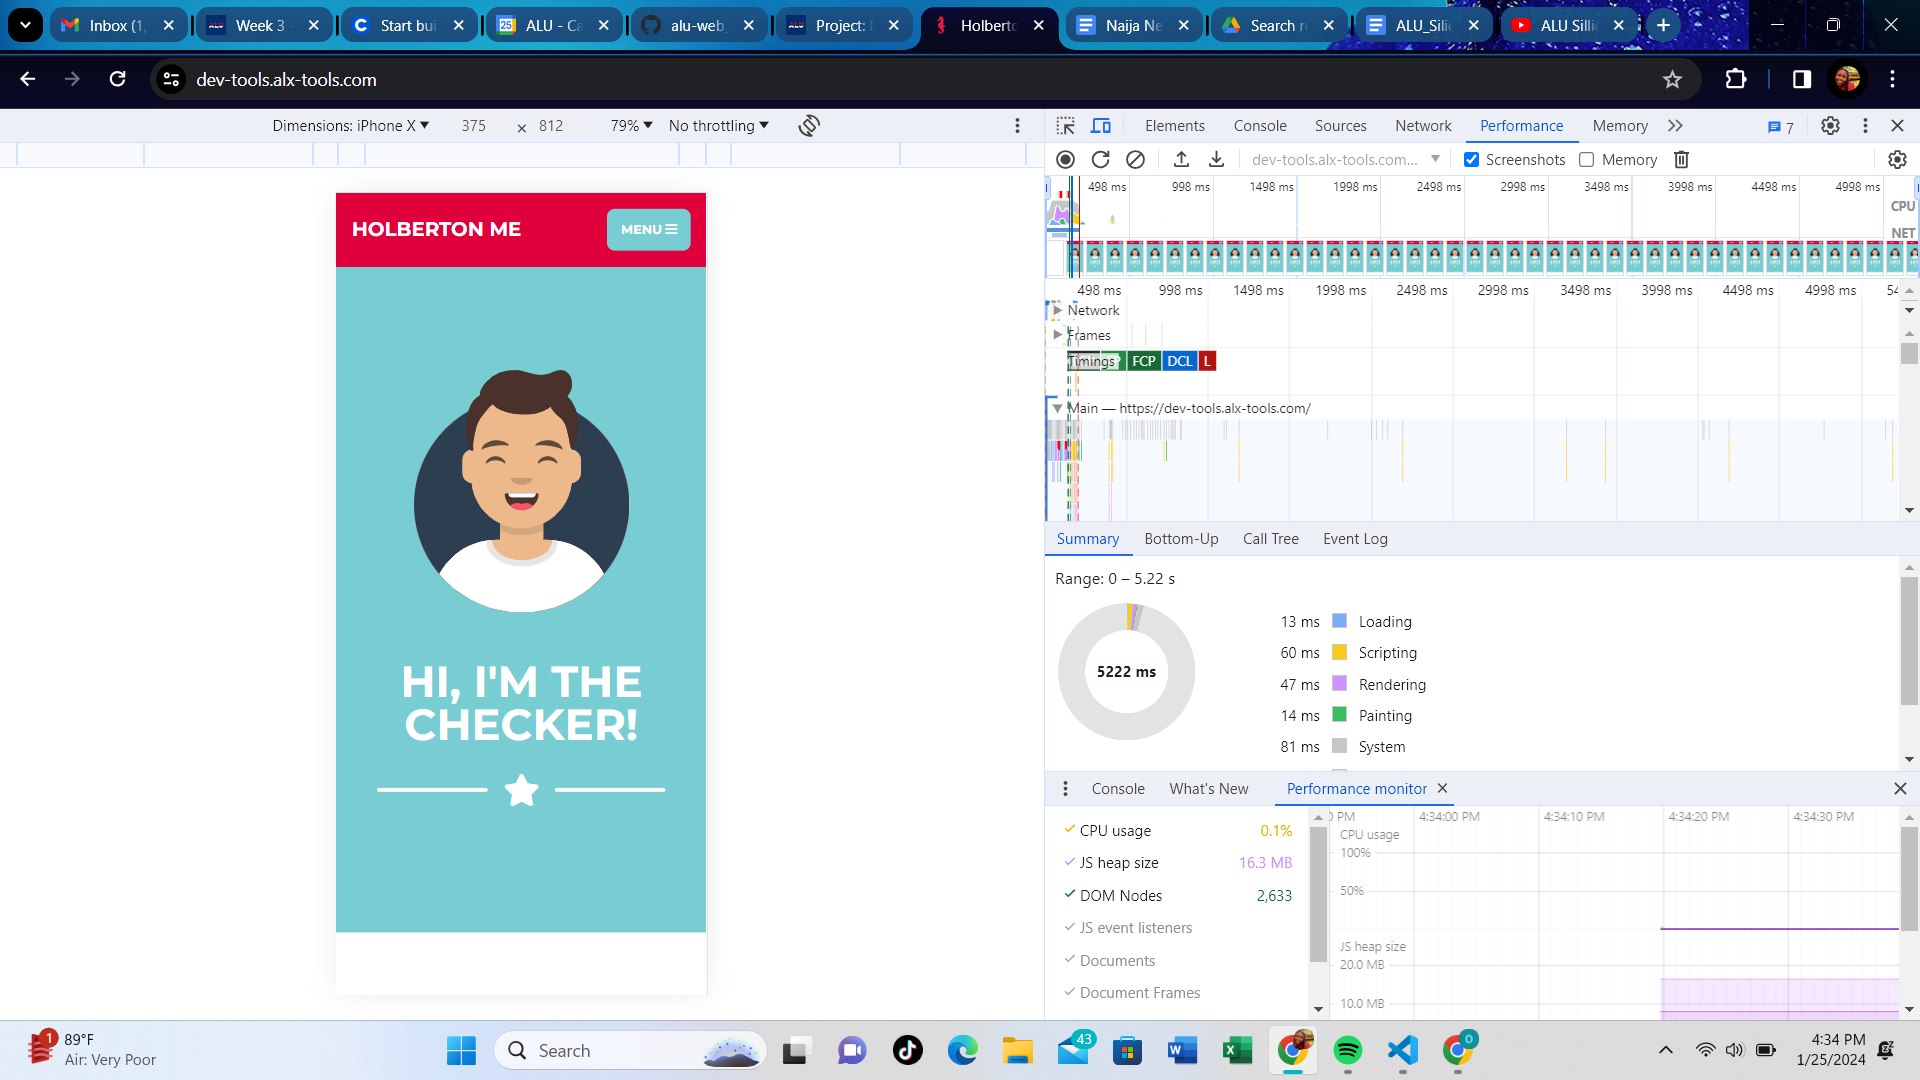 Inbox (1,
Week 3 -
Start bui
ALU - Ca
alu-web_
Project: 
Holberto
Naija Ne
Search re
ALU_Silic
ALU Sillic
dev-tools.alx-tools.com
Dimensions: iPhone X 375 × 812 79% No throttling
Elements Console Sources Network Performance Memory 7
dev-tools.alx-tools.com... Screenshots Memory
498 ms 998 ms 1498 ms 1998 ms 2498 ms 2998 ms 3498 ms 3998 ms 4498 ms 4998 ms
CPU
NET
498 ms 998 ms 1498 ms 1998 ms 2498 ms 2998 ms 3498 ms 3998 ms 4498 ms 4998 ms 54
Network
Frames
Timings FCP DCL L
Main — https://dev-tools.alx-tools.com/
Summary Bottom-Up Call Tree Event Log
Range: 0 – 5.22 s
5222 ms
13 ms Loading
60 ms Scripting
47 ms Rendering
14 ms Painting
81 ms System
Console What's New Performance monitor
CPU usage 0.1%
JS heap size 16.3 MB
DOM Nodes 2,633
JS event listeners
Documents
Document Frames
PM 4:34:00 PM 4:34:10 PM 4:34:20 PM 4:34:30 PM
CPU usage
100%
50%
JS heap size
20.0 MB
10.0 MB
HOLBERTON ME
MENU
HI, I'M THE
CHECKER!
1
89°F
Air: Very Poor
Search
43
0
4:34 PM
1/25/2024